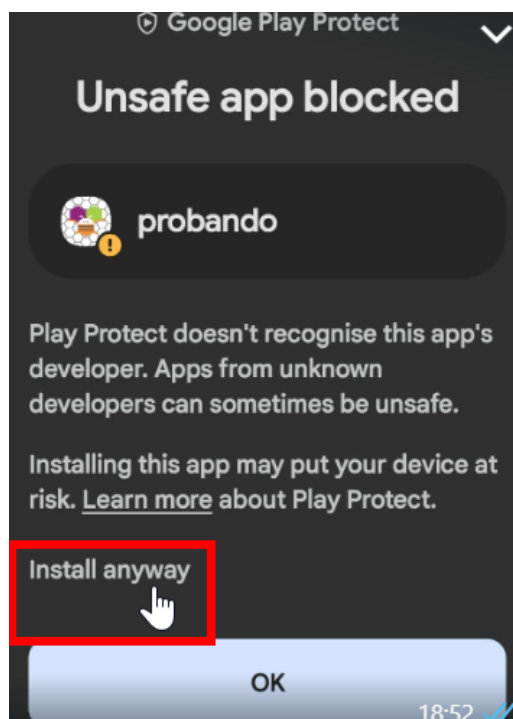 Google Play Protect
Unsafe app blocked
probando
Play Protect doesn't recognise this app's
developer. Apps from unknown
developers can sometimes be unsafe.
Installing this app may put your device at
risk. Learn more about Play Protect.
Install anyway
OK
18:52